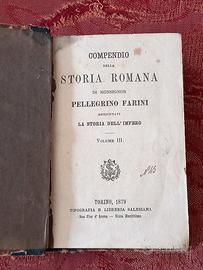 COMPENDIO
DELLA
STORIA ROMANA
DI MONSIGNOR
PELLEGRINO FARINI
AGGIUNTAVI
LA STORIA DELL' IMPERO
VOLUME III.
TORINO, 1879
TIPOGRAFIA E LIBRERIA SALESIANA